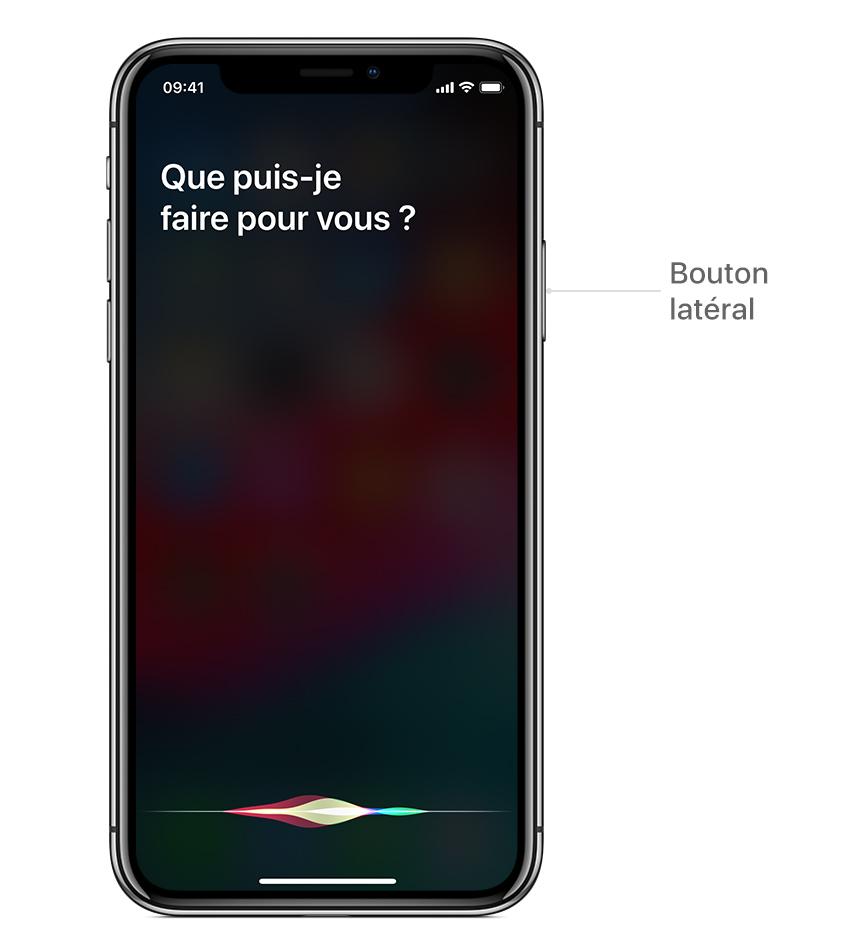 09:41
Que puis-je
faire pour vous ?
Bouton
latéral